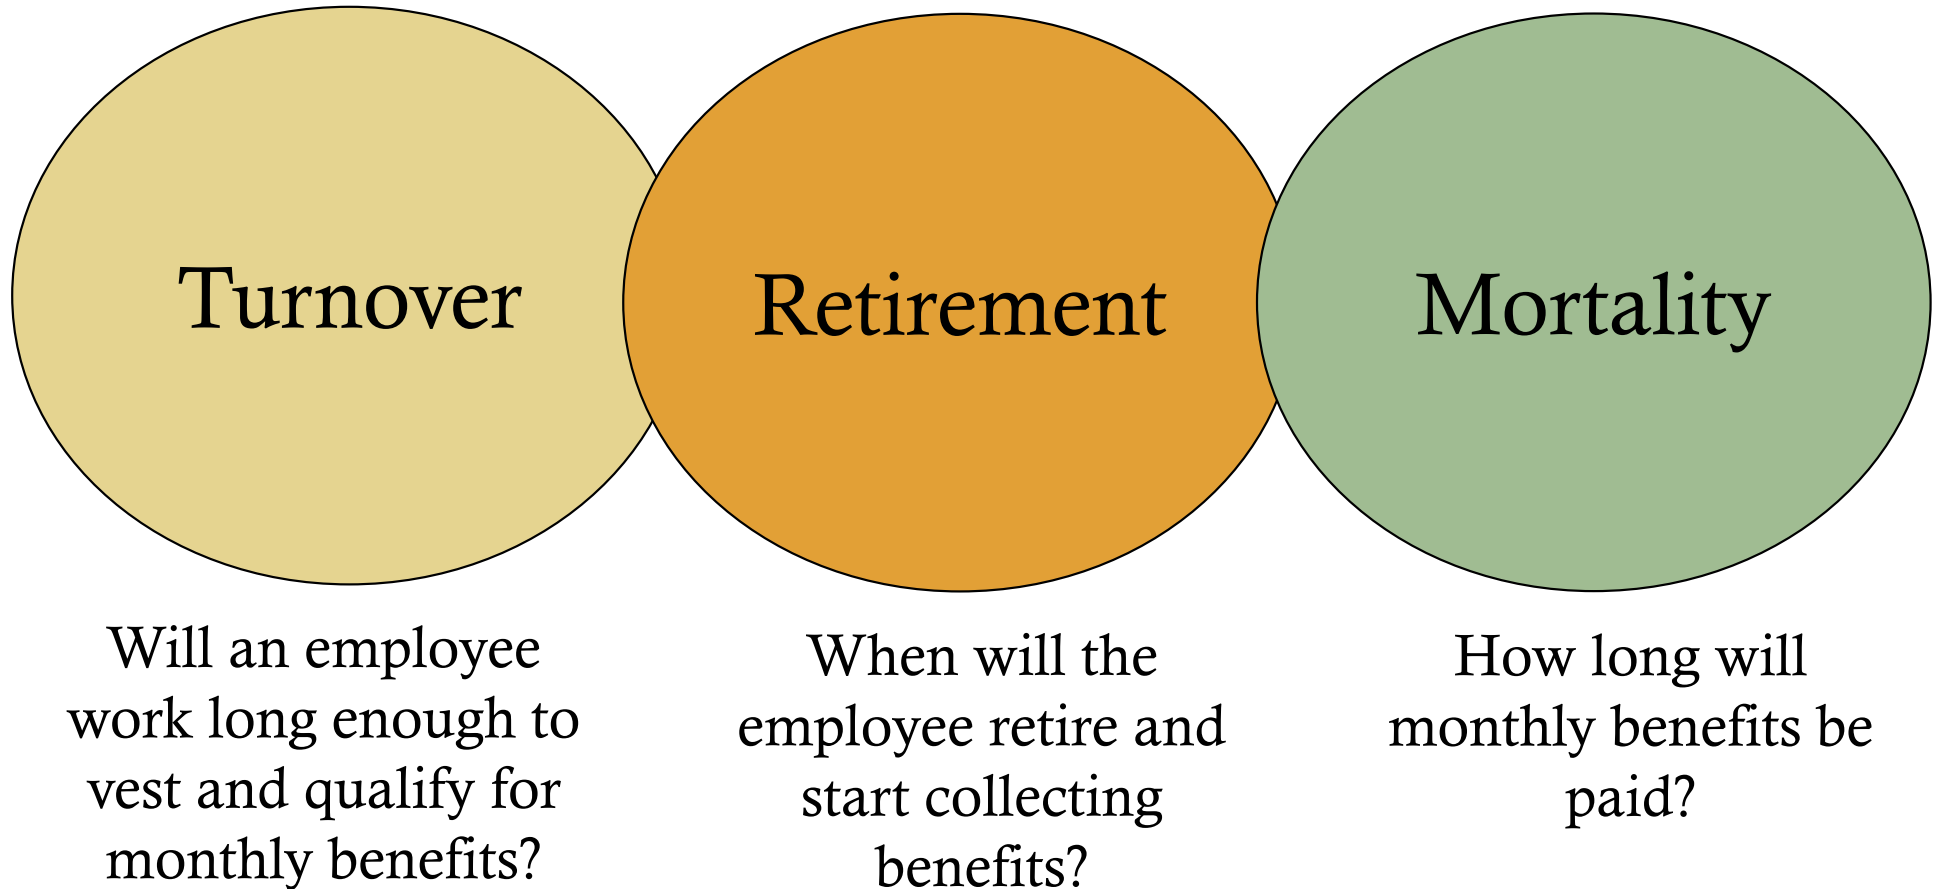 Turnover
Retirement
Mortality
Will an employee
work long enough to
vest and qualify for
monthly benefits?
When will the
employee retire and
start collecting
benefits?
How long will
monthly benefits be
paid?